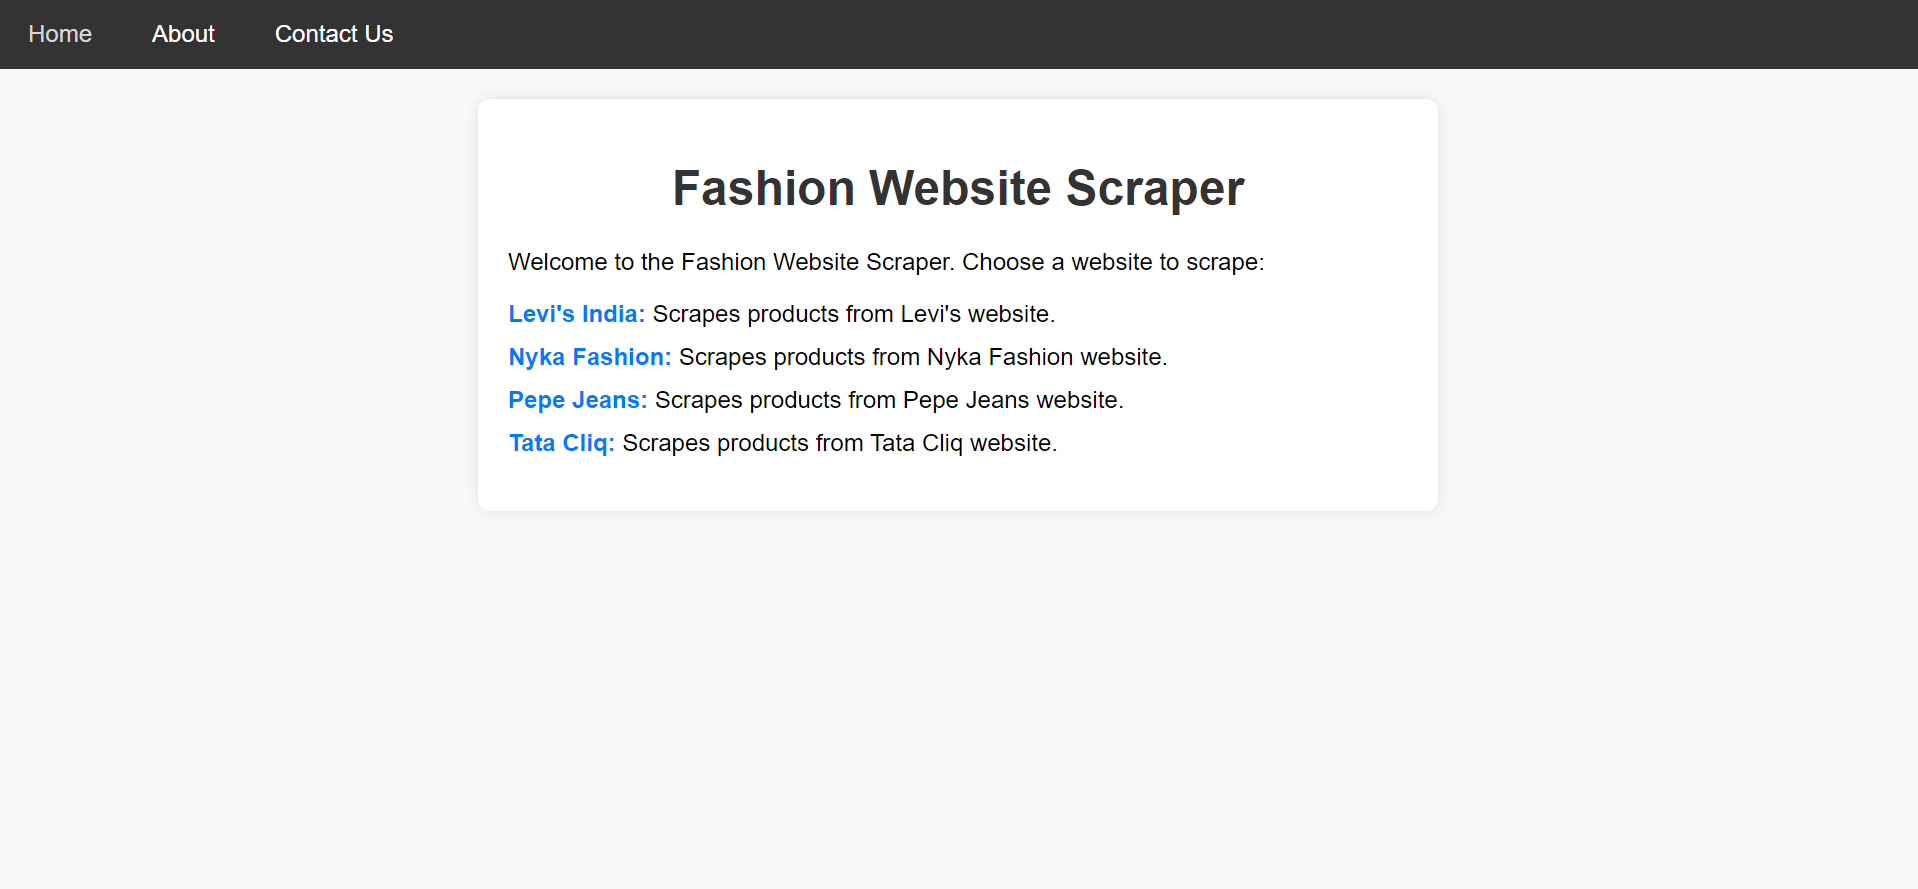 Home About Contact Us
Fashion Website Scraper
Welcome to the Fashion Website Scraper. Choose a website to scrape:
Levi's India: Scrapes products from Levi's website.
Nyka Fashion: Scrapes products from Nyka Fashion website.
Pepe Jeans: Scrapes products from Pepe Jeans website.
Tata Cliq: Scrapes products from Tata Cliq website.